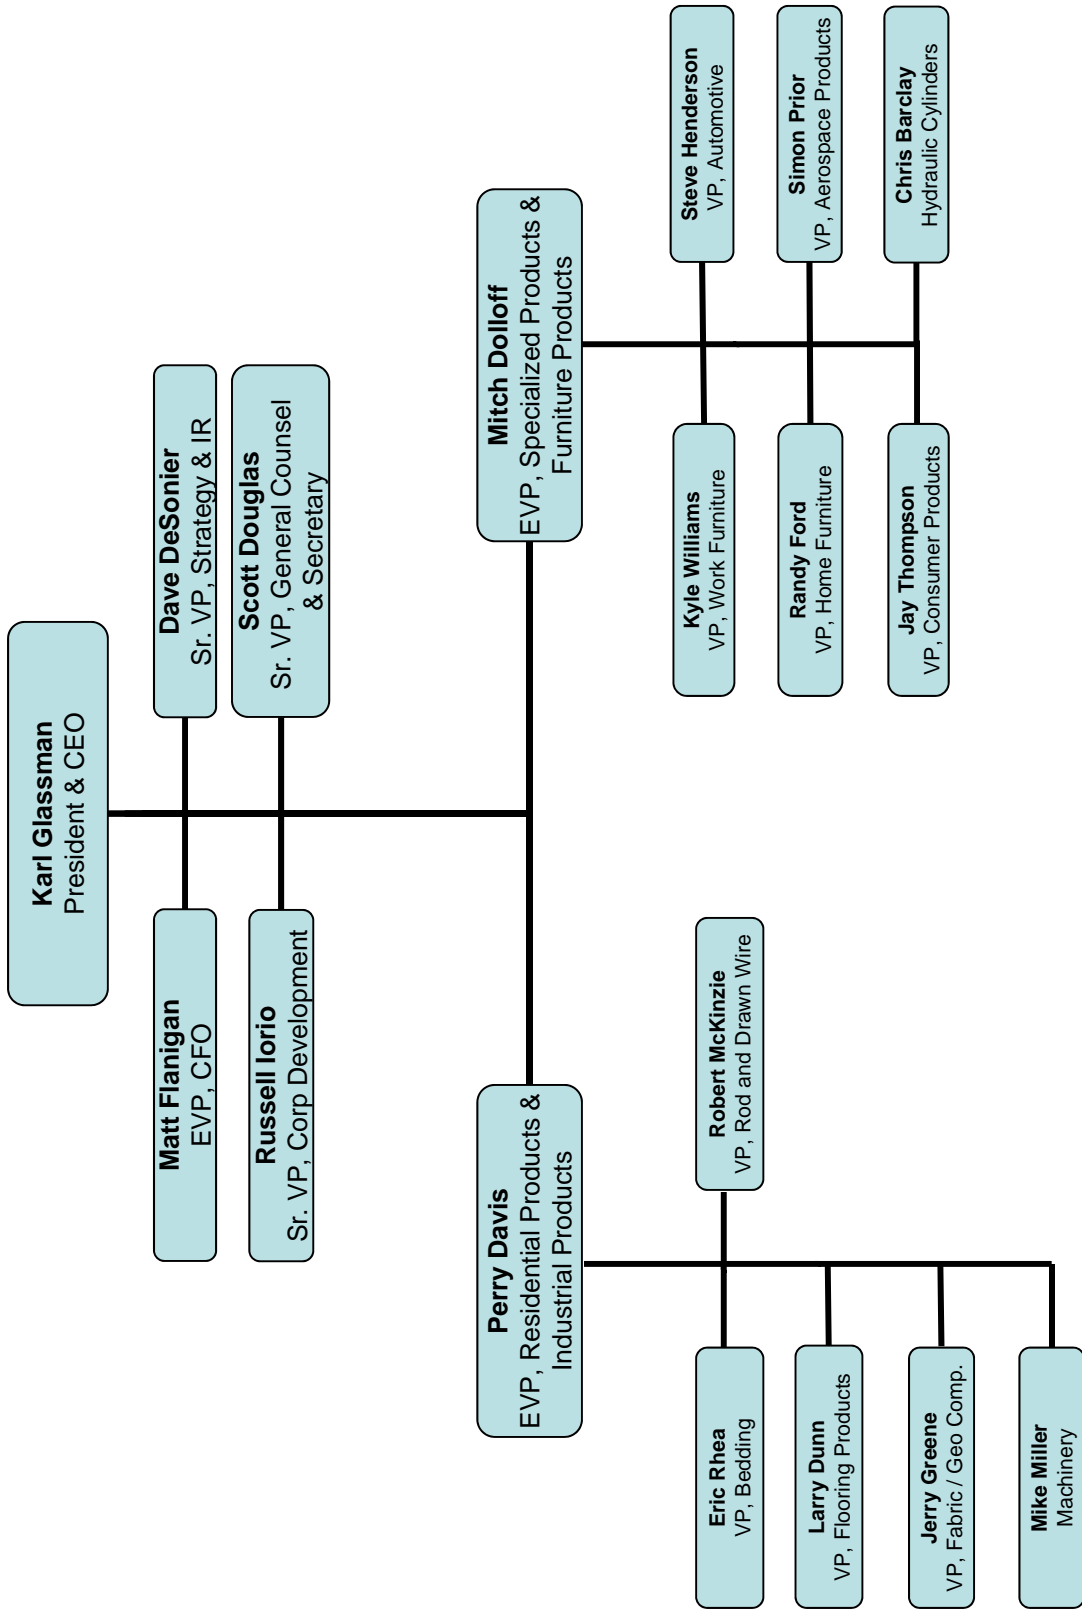 Karl Glassman
President & CEO
Matt Flanigan
EVP, CFO
Dave DeSonier
Sr. VP, Strategy & IR
Russell Iorio
Sr. VP, Corp Development
Scott Douglas
Sr. VP, General Counsel
& Secretary
Perry Davis
EVP, Residential Products &
Industrial Products
Mitch Dolloff
EVP, Specialized Products &
Furniture Products
Eric Rhea
VP, Bedding
Robert McKinzie
VP, Rod and Drawn Wire
Larry Dunn
VP, Flooring Products
Jerry Greene
VP, Fabric / Geo Comp.
Mike Miller
Machinery
Kyle Williams
VP, Work Furniture
Steve Henderson
VP, Automotive
Randy Ford
VP, Home Furniture
Simon Prior
VP, Aerospace Products
Jay Thompson
VP, Consumer Products
Chris Barclay
Hydraulic Cylinders